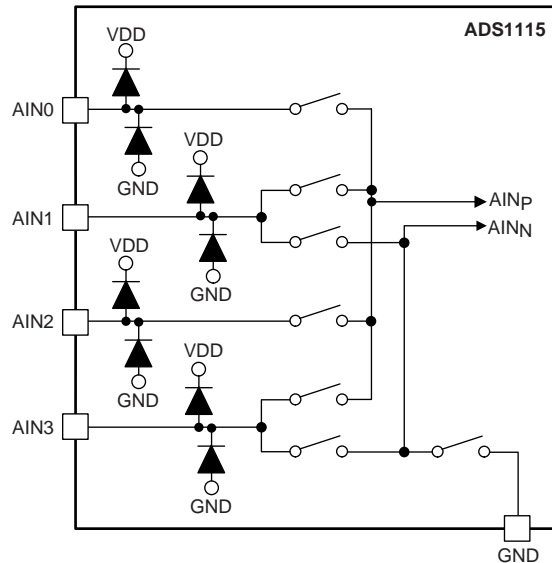 ADS1115
VDD
AIN0
GND
VDD
AIN1
GND
AINP
AINN
VDD
AIN2
GND
VDD
AIN3
GND
GND